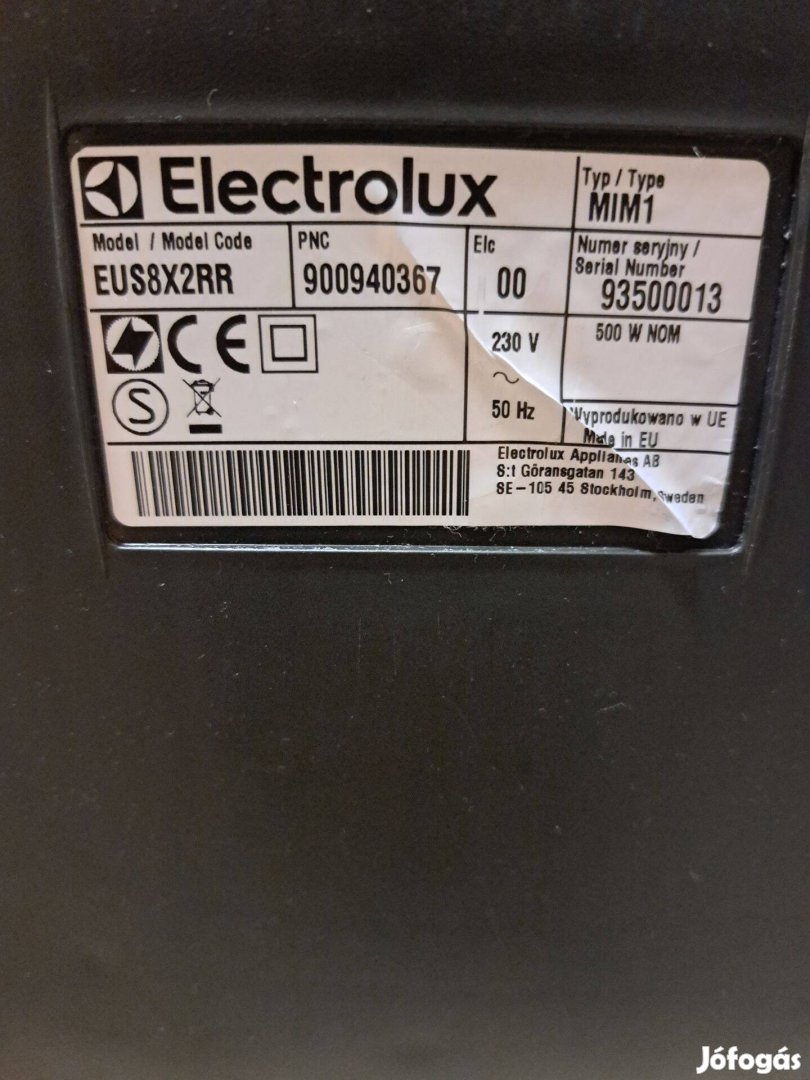 Electrolux
Typ / Type
MIM1
Model / Model Code
EUS8X2RR
PNC
900940367
Elc
00
Numer seryjny /
Serial Number
93500013
CE
S
230 V
~
50 Hz
500 W NOM
Wyprodukowano w UE
Made in EU
Electrolux Appliances AB
S:t Göransgatan 143
SE-105 45 Stockholm, Sweden
Jófogás